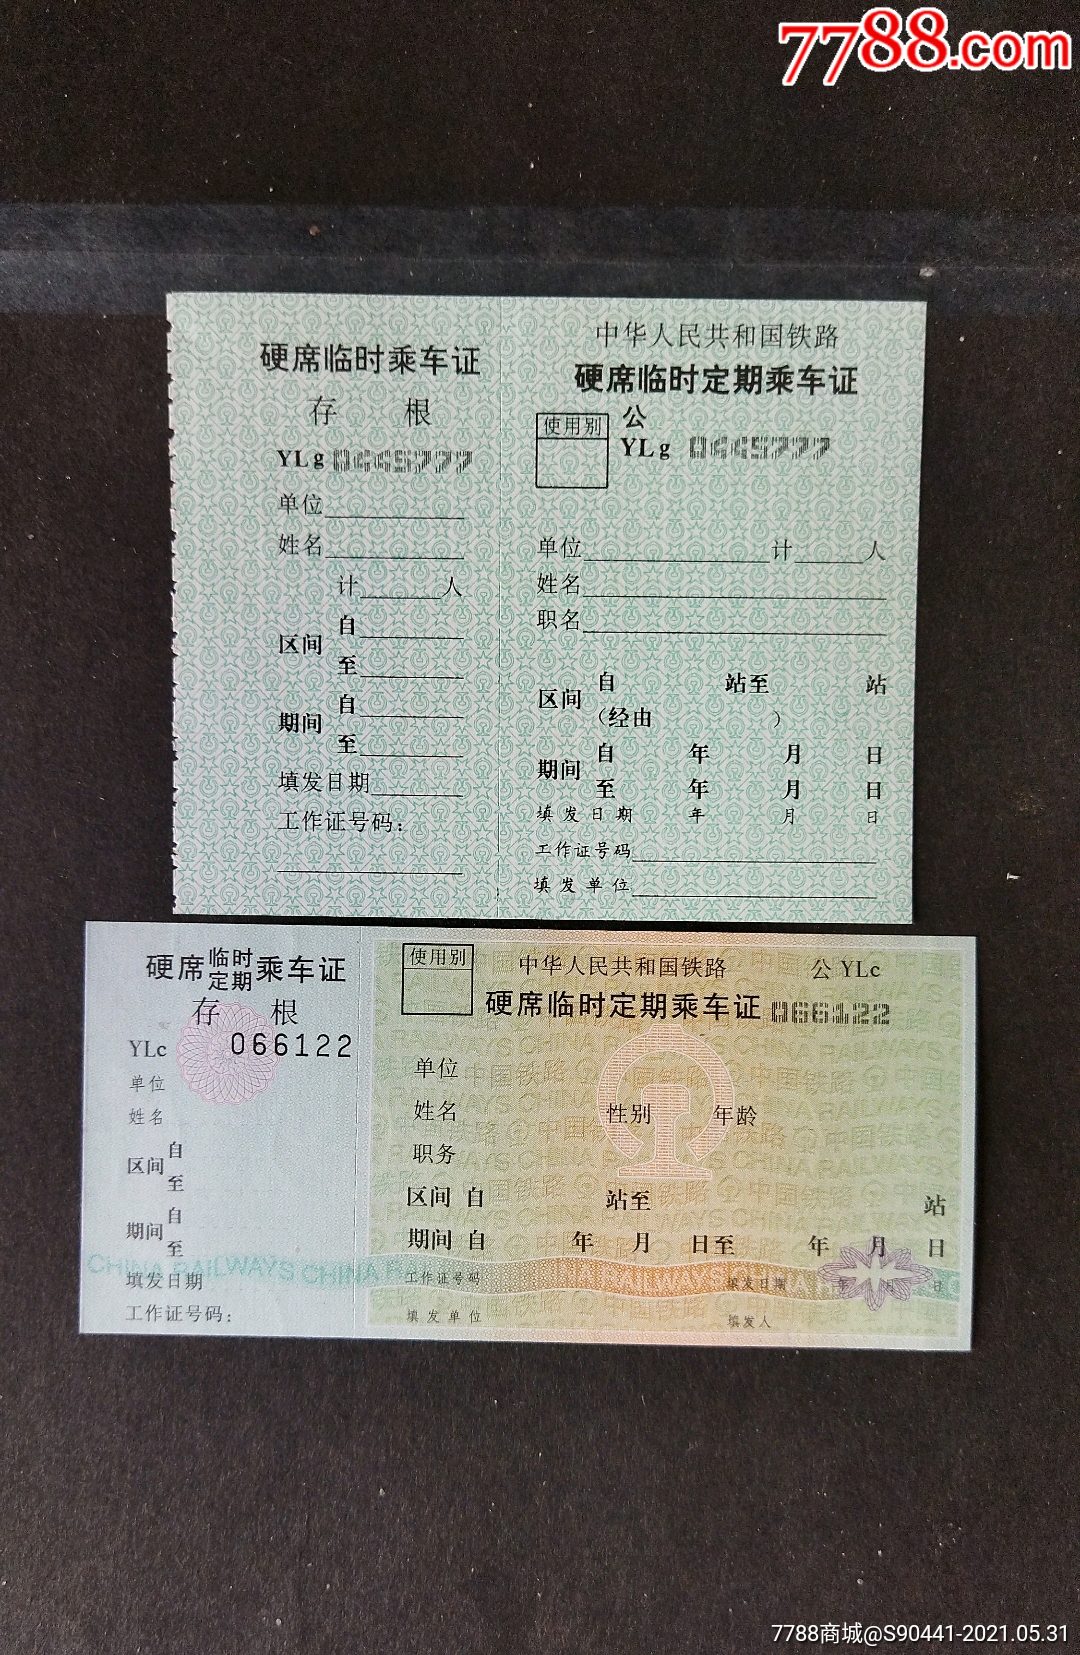 7788.com
硬席临时乘车证
存 根
YLg 0445777
单位
姓名
计 人
区间 自
至
期间 自
至
填发日期
工作证号码：
中华人民共和国铁路
硬席临时定期乘车证
使用别 公
YLg 0445777
单位 计 人
姓名
职名
区间 自 站至 站
（经由 ）
期间 自 年 月 日
至 年 月 日
填发日期 年 月 日
工作证号码
填发单位
硬席临时定期乘车证
存 根
YLc 066122
单位
姓名
区间 自
至
期间 自
至
CHINA RAILWAYS CHINA RA
填发日期
工作证号码：
使用别 中华人民共和国铁路 公 YLc
硬席临时定期乘车证 066122
单位
姓名 性别 年龄
职务
区间 自 站至 站
期间 自 年 月 日至 年 月 日
工作证号码 填发日期 年 月 日
填发单位 填发人
7788商城@S90441-2021.05.31